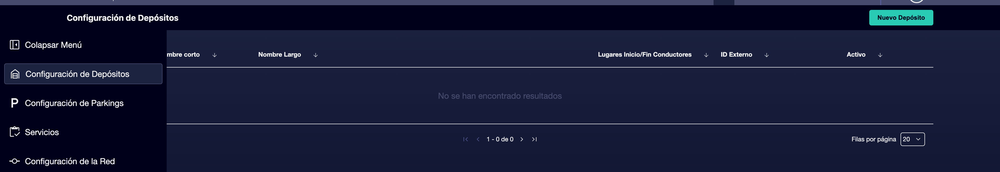 Configuración de Depósitos
Nuevo Depósito
Colapsar Menú
mbre corto
Nombre Largo
Lugares Inicio/Fin Conductores
ID Externo
Activo
Configuración de Depósitos
No se han encontrado resultados
Configuración de Parkings
Servicios
1 - 0 de 0
Filas por página 20
Configuración de la Red